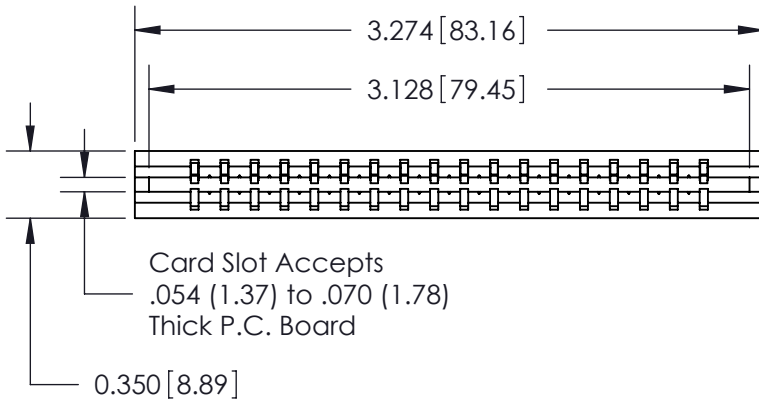 3.274 [83.16]
3.128 [79.45]
Card Slot Accepts
.054 (1.37) to .070 (1.78)
Thick P.C. Board
0.350 [8.89]